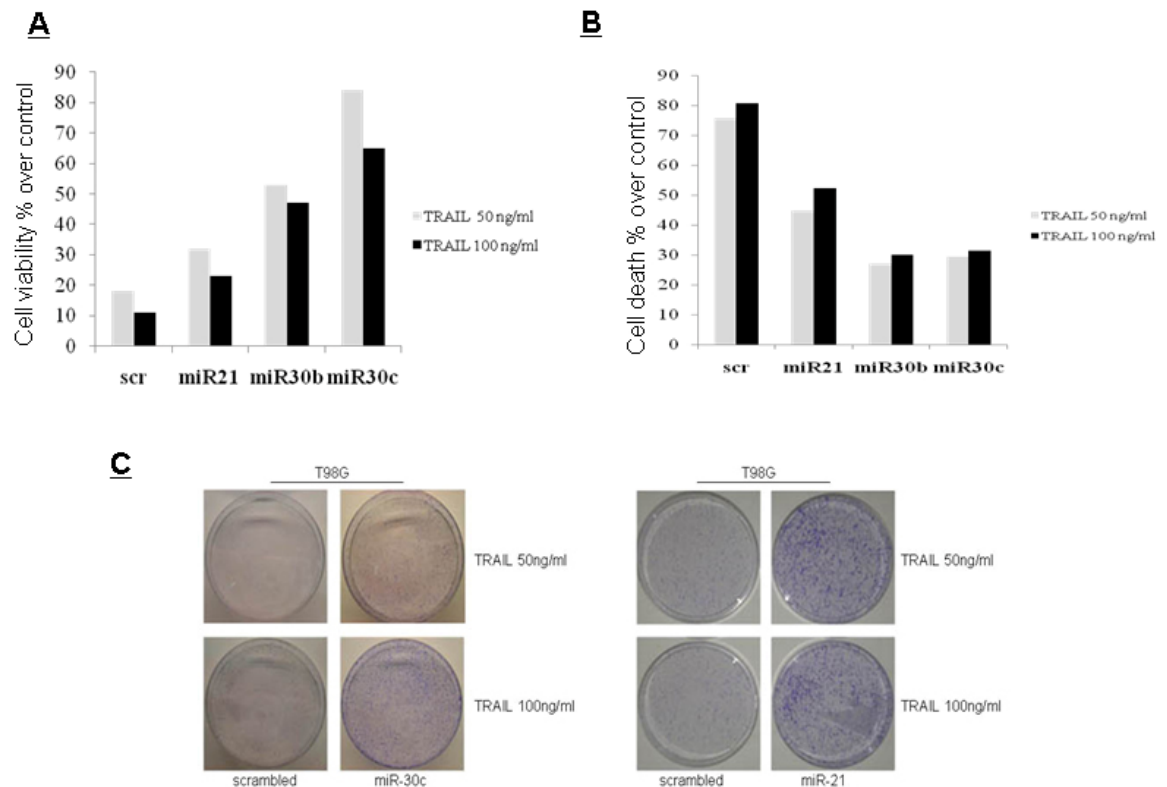 A
Cell viability % over control
90
80
70
60
50
40
30
20
10
0
scr miR21 miR30b miR30c
TRAIL 50 ng/ml
TRAIL 100 ng/ml
B
Cell death % over control
90
80
70
60
50
40
30
20
10
0
scr miR21 miR30b miR30c
TRAIL 50 ng/ml
TRAIL 100 ng/ml
C
T98G
TRAIL 50ng/ml
TRAIL 100ng/ml
scrambled miR-30c
T98G
TRAIL 50ng/ml
TRAIL 100ng/ml
scrambled miR-21